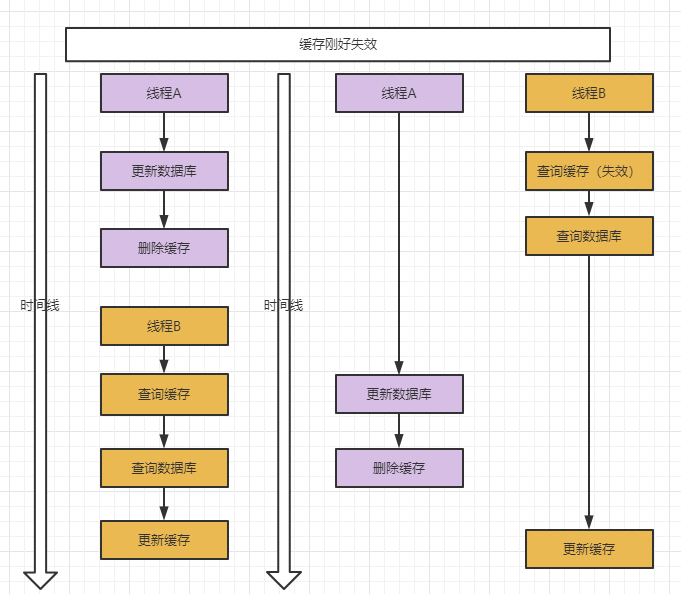 缓存刚好失效
线程A
更新数据库
删除缓存
时间线
线程B
查询缓存
查询数据库
更新缓存
时间线
线程A
更新数据库
删除缓存
线程B
查询缓存（失效）
查询数据库
更新缓存